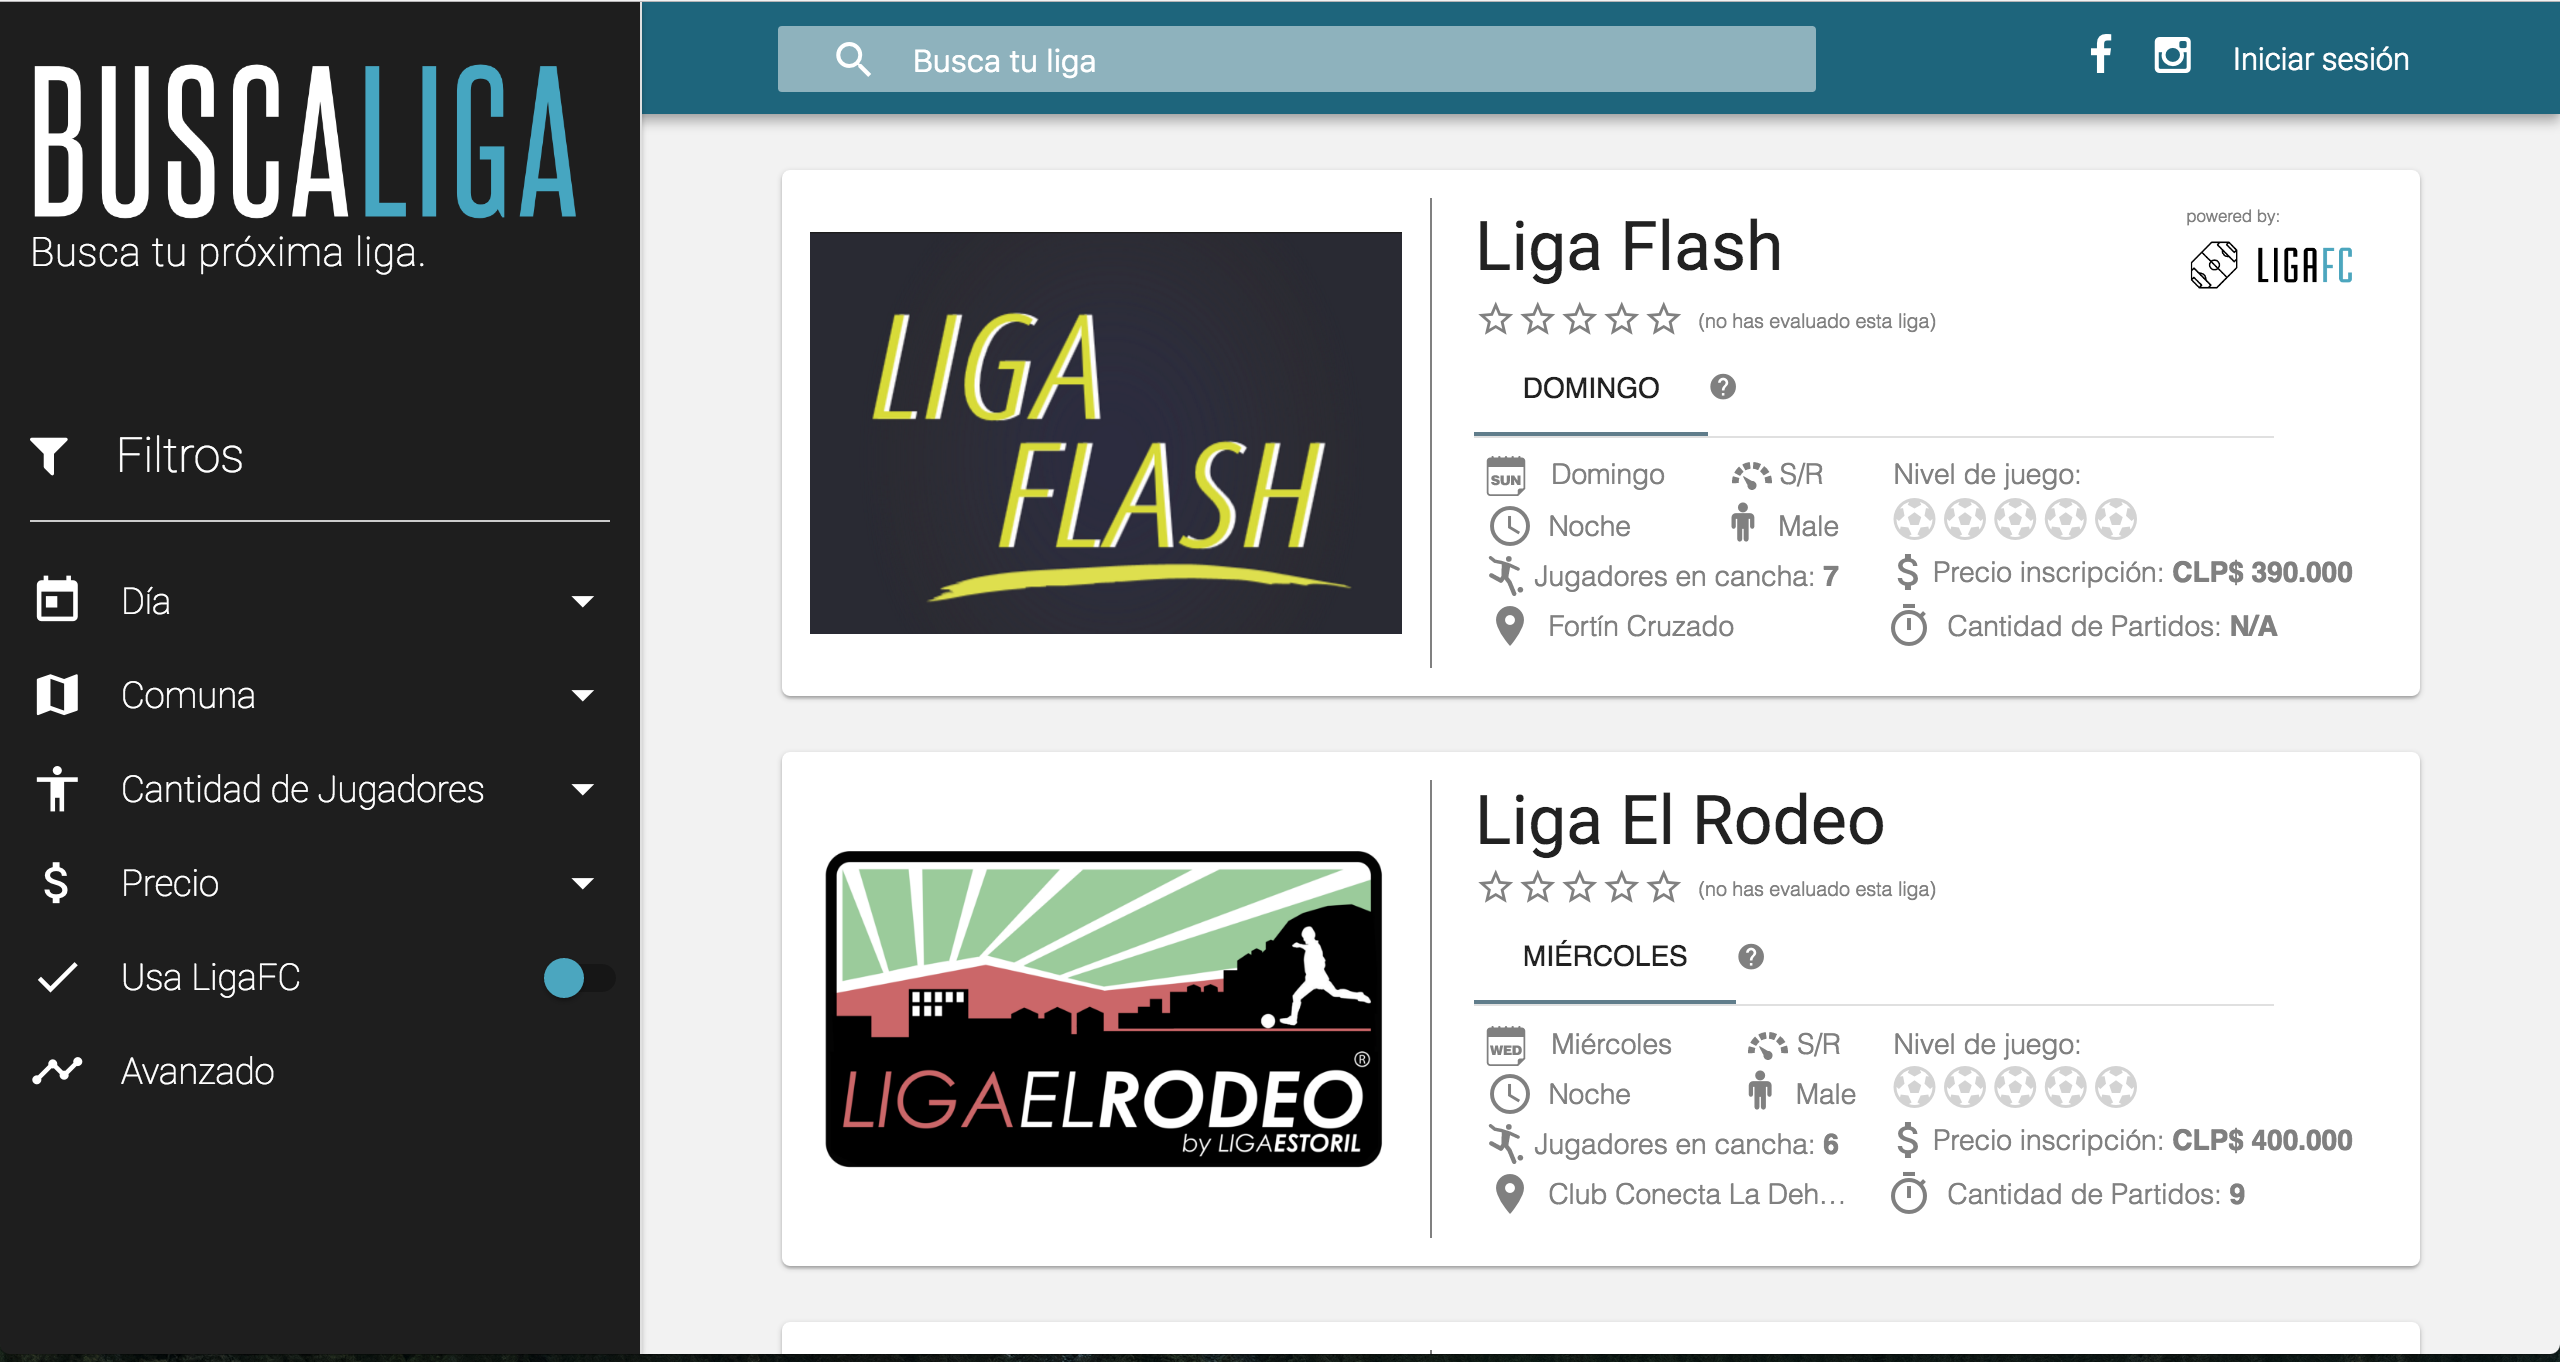 BUSCALIGA
Busca tu próxima liga.
Filtros
Día
Comuna
Cantidad de Jugadores
Precio
Usa LigaFC
Avanzado
Busca tu liga
Iniciar sesión
LIGA
FLASH
Liga Flash
powered by:
LIGAFC
(no has evaluado esta liga)
DOMINGO
SUN Domingo S/R Nivel de juego:
Noche Male
Jugadores en cancha: 7 Precio inscripción: CLP$ 390.000
Fortín Cruzado Cantidad de Partidos: N/A
LIGAELRODEO®
by LIGAESTORIL
Liga El Rodeo
(no has evaluado esta liga)
MIÉRCOLES
WED Miércoles S/R Nivel de juego:
Noche Male
Jugadores en cancha: 6 Precio inscripción: CLP$ 400.000
Club Conecta La Deh... Cantidad de Partidos: 9